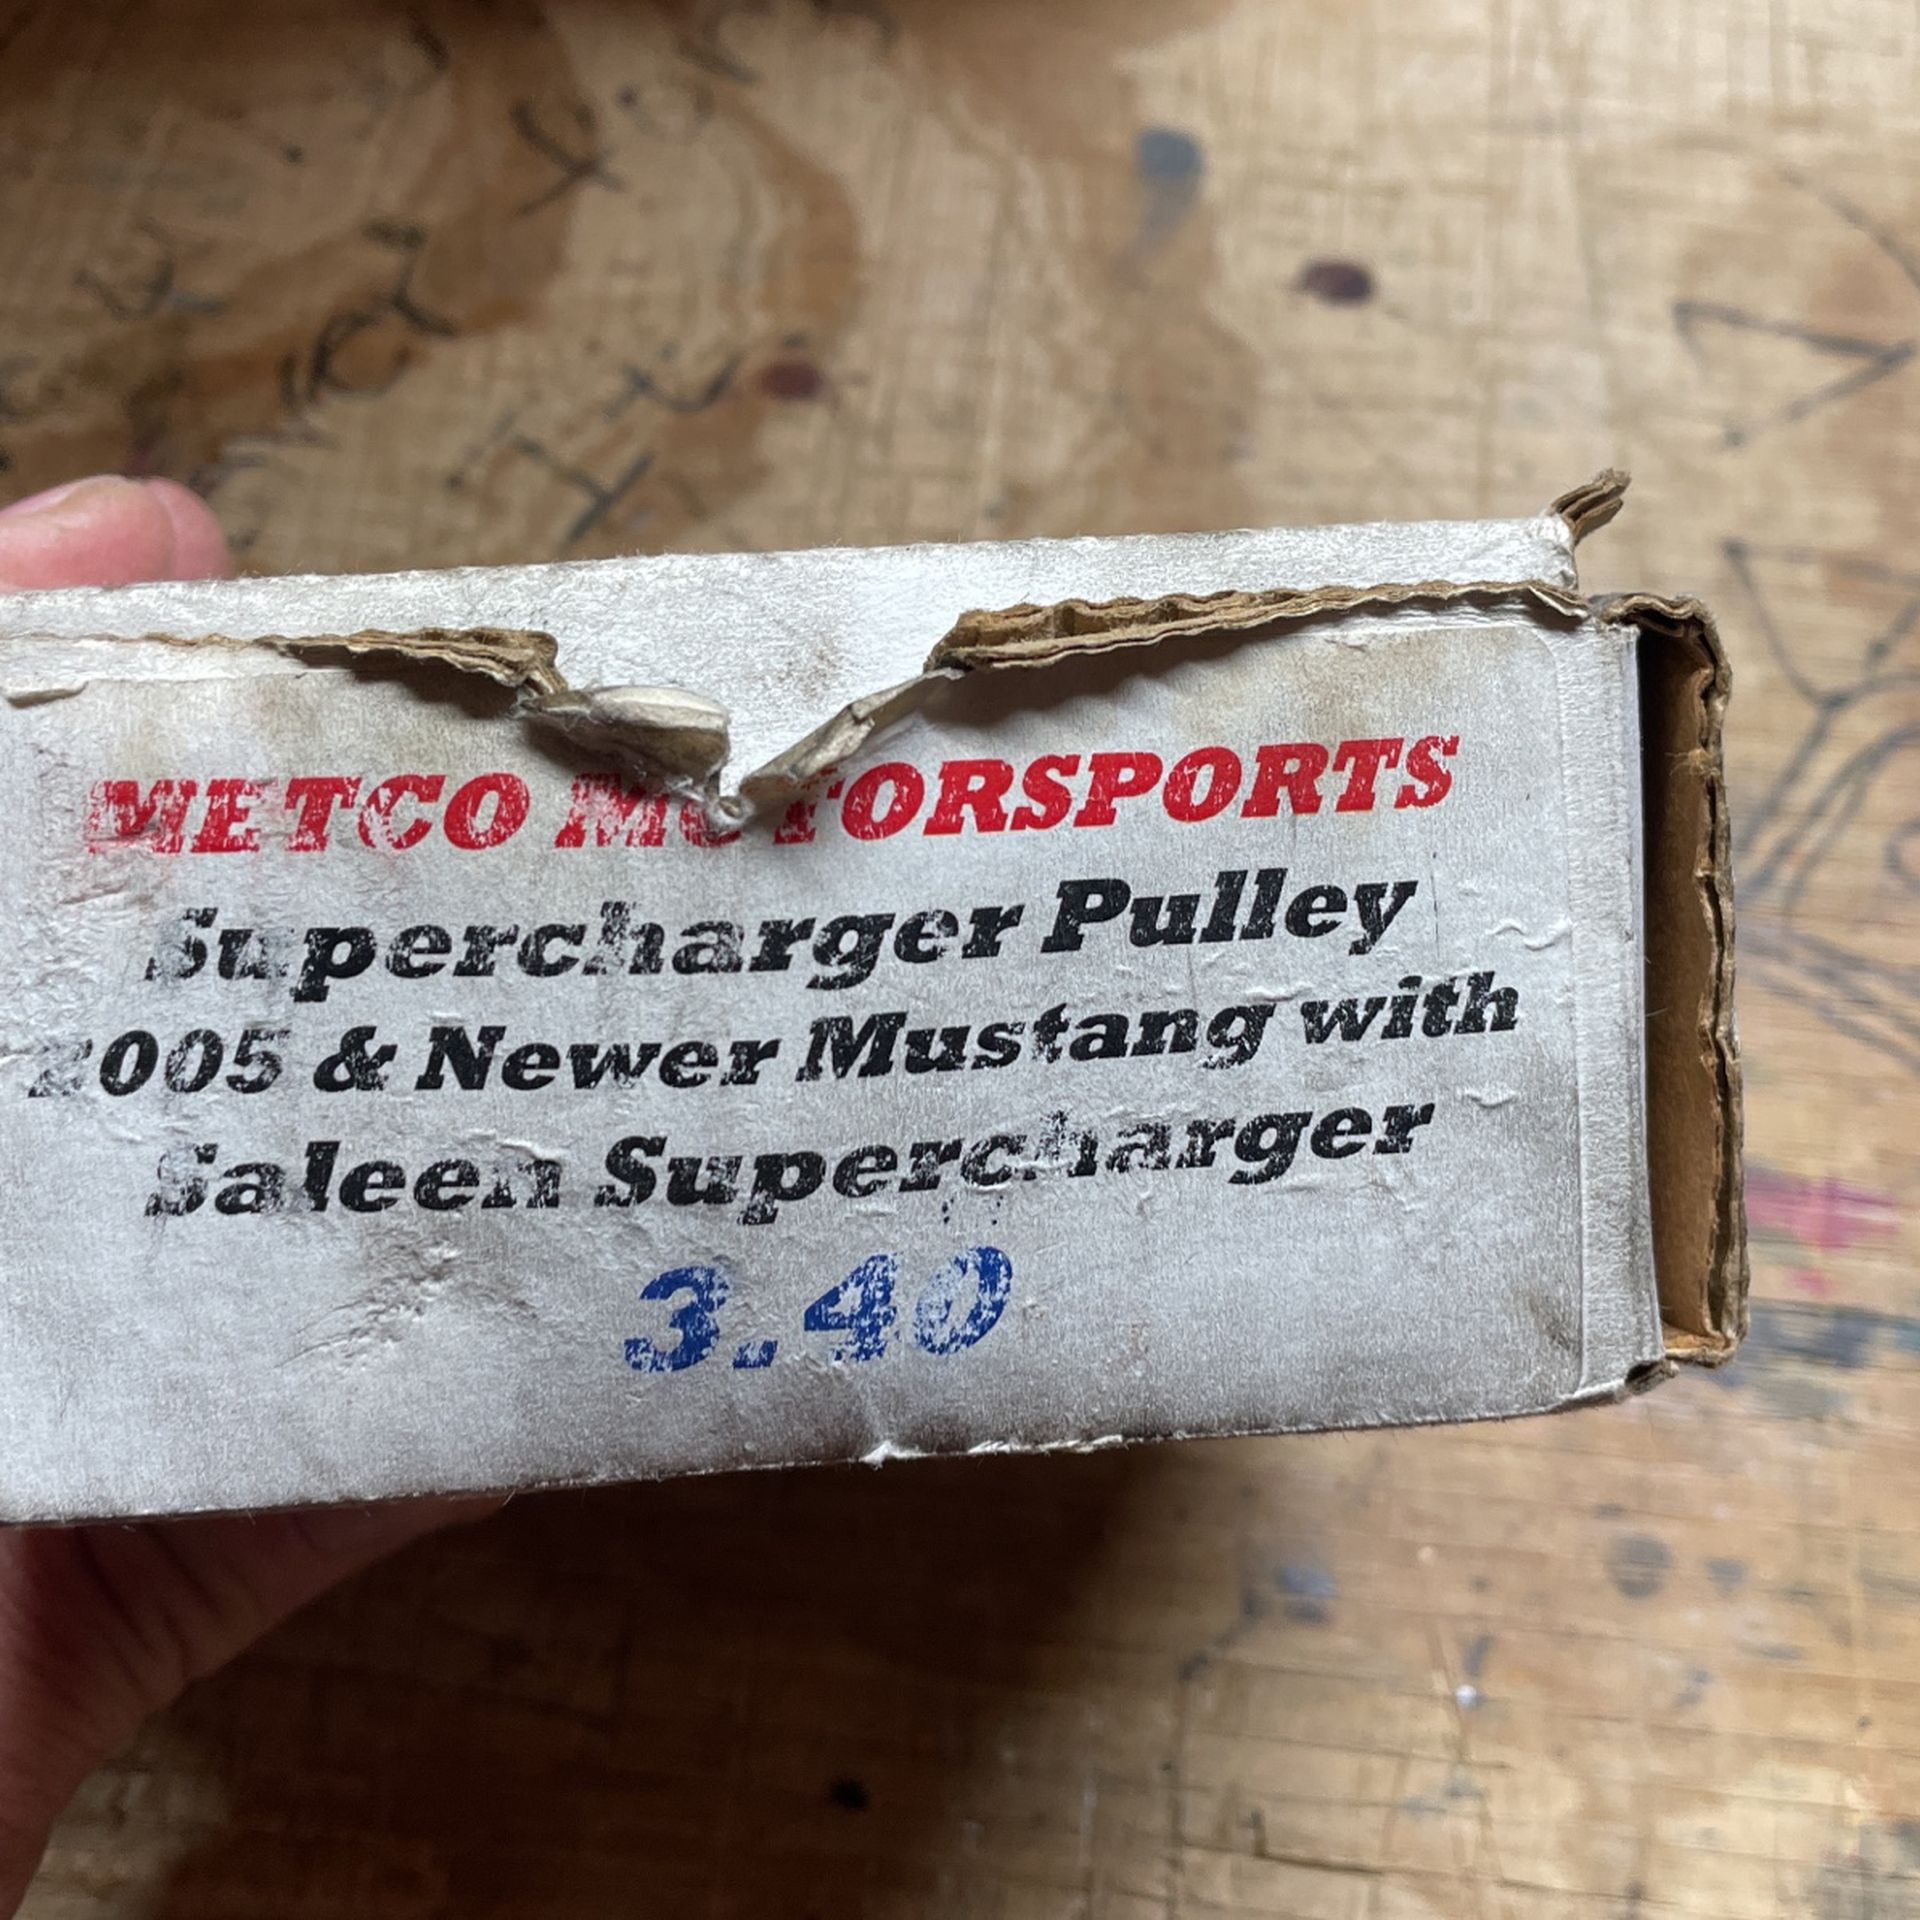 METCO MOTORSPORTS
Supercharger Pulley
2005 & Newer Mustang with
Saleen Supercharger
3.40